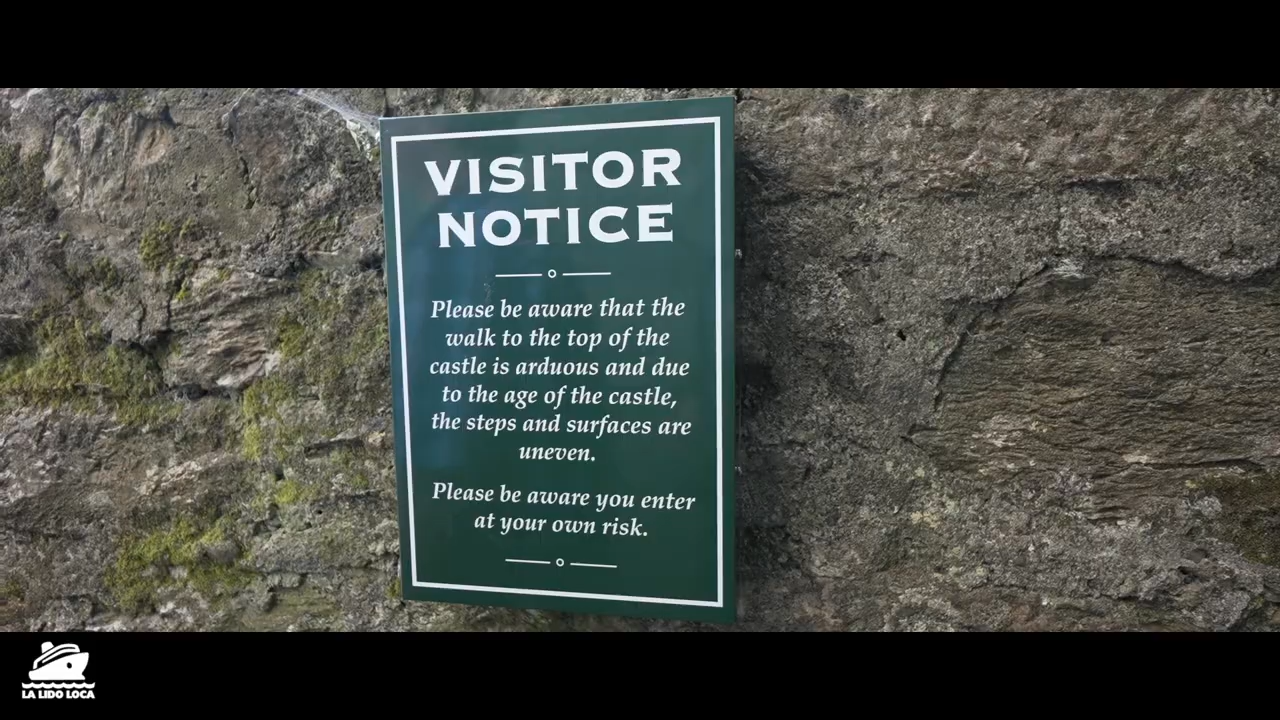 VISITOR
NOTICE
Please be aware that the
walk to the top of the
castle is arduous and due
to the age of the castle,
the steps and surfaces are
uneven.
Please be aware you enter
at your own risk.
LA LIDO LOCA